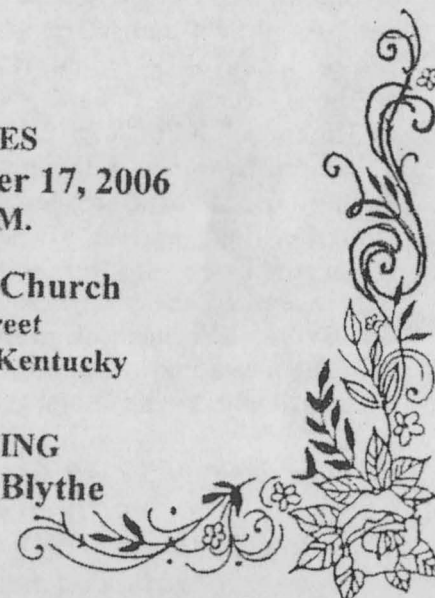 ES
er 17, 2006
M.
Church
reet
Kentucky
ING
Blythe